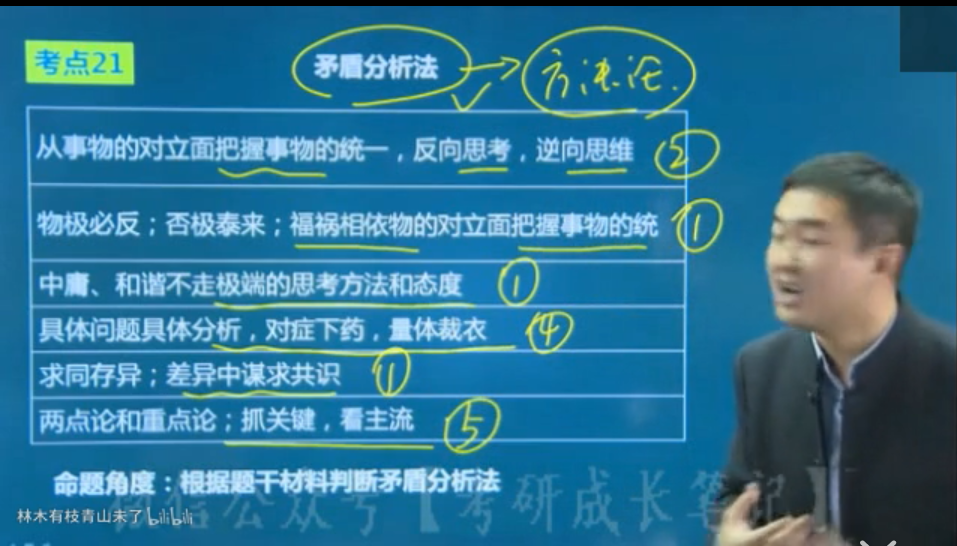 考点21
矛盾分析法 → 方法论.
从事物的对立面把握事物的统一，反向思考，逆向思维 ②
物极必反；否极泰来；福祸相依物的对立面把握事物的统 ①
中庸、和谐不走极端的思考方法和态度 ①
具体问题具体分析，对症下药，量体裁衣 ④
求同存异；差异中谋求共识 ①
两点论和重点论；抓关键，看主流 ⑤
命题角度：根据题干材料判断矛盾分析法
公众号【考研成长笔记】
林木有枝青山未了 bilibili